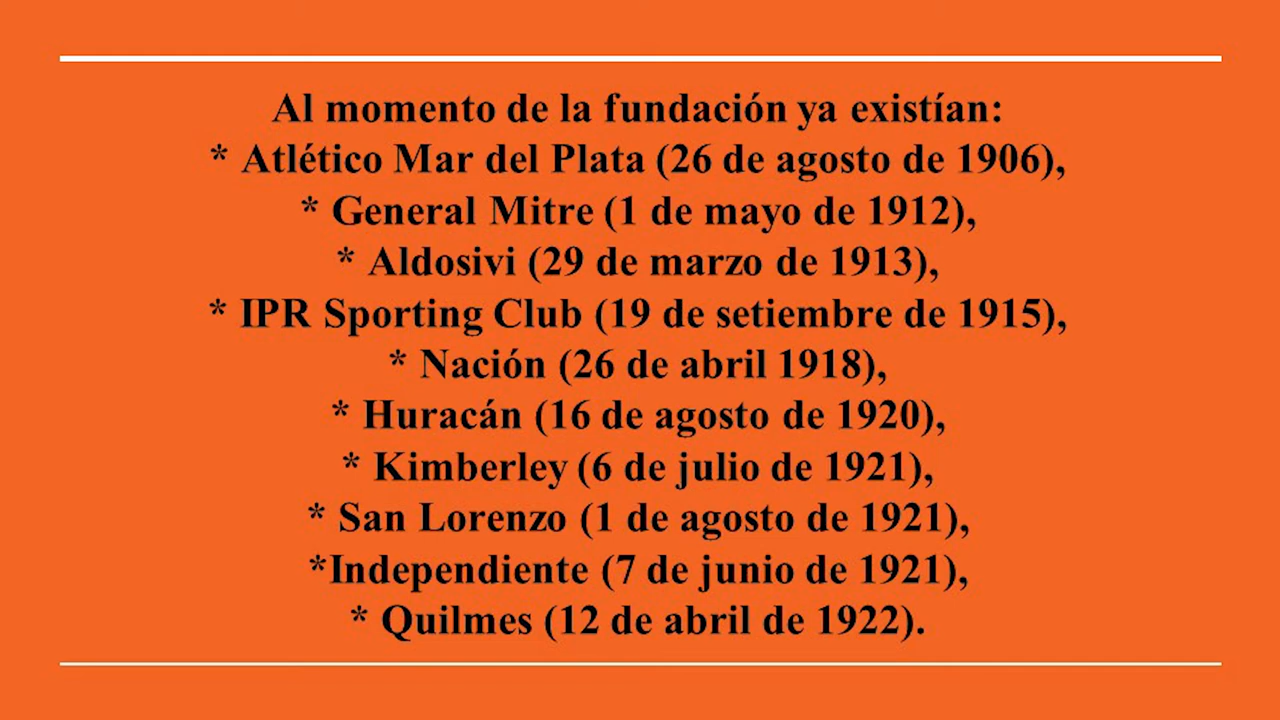 Al momento de la fundación ya existían:
* Atlético Mar del Plata (26 de agosto de 1906),
* General Mitre (1 de mayo de 1912),
* Aldosivi (29 de marzo de 1913),
* IPR Sporting Club (19 de setiembre de 1915),
* Nación (26 de abril 1918),
* Huracán (16 de agosto de 1920),
* Kimberley (6 de julio de 1921),
* San Lorenzo (1 de agosto de 1921),
*Independiente (7 de junio de 1921),
* Quilmes (12 de abril de 1922).